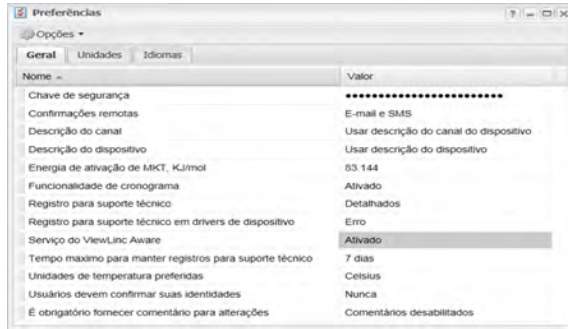 Preferências
Opções
Geral Unidades Idiomas
Nome Valor
Chave de segurança ••••••••••••••••••••••••
Confirmações remotas E-mail e SMS
Descrição do canal Usar descrição do canal do dispositivo
Descrição do dispositivo Usar descrição do dispositivo
Energia de ativação de MKT, KJ/mol 83.144
Funcionalidade de cronograma Ativado
Registro para suporte técnico Detalhados
Registro para suporte técnico em drivers de dispositivo Erro
Serviço do ViewLinc Aware Ativado
Tempo maximo para manter registros para suporte técnico 7 dias
Unidades de temperatura preferidas Celsius
Usuários devem confirmar suas identidades Nunca
É obrigatório fornecer comentário para alterações Comentários desabilitados